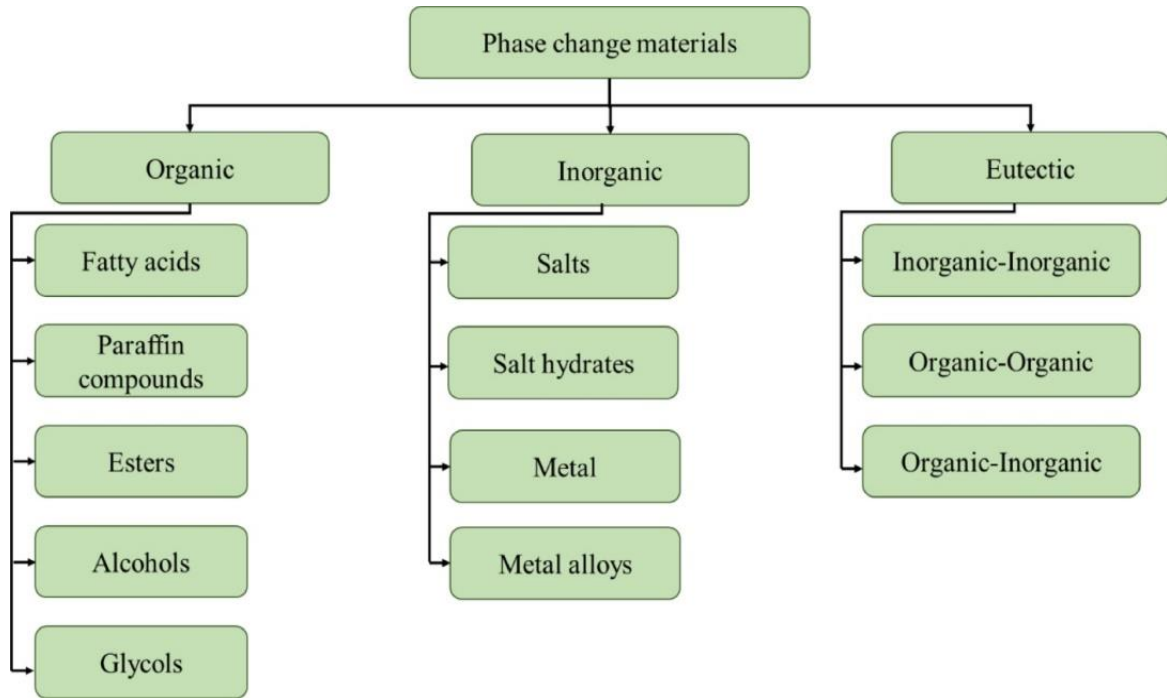 Phase change materials
Organic
Inorganic
Eutectic
Fatty acids
Paraffin
compounds
Esters
Alcohols
Glycols
Salts
Salt hydrates
Metal
Metal alloys
Inorganic-Inorganic
Organic-Organic
Organic-Inorganic